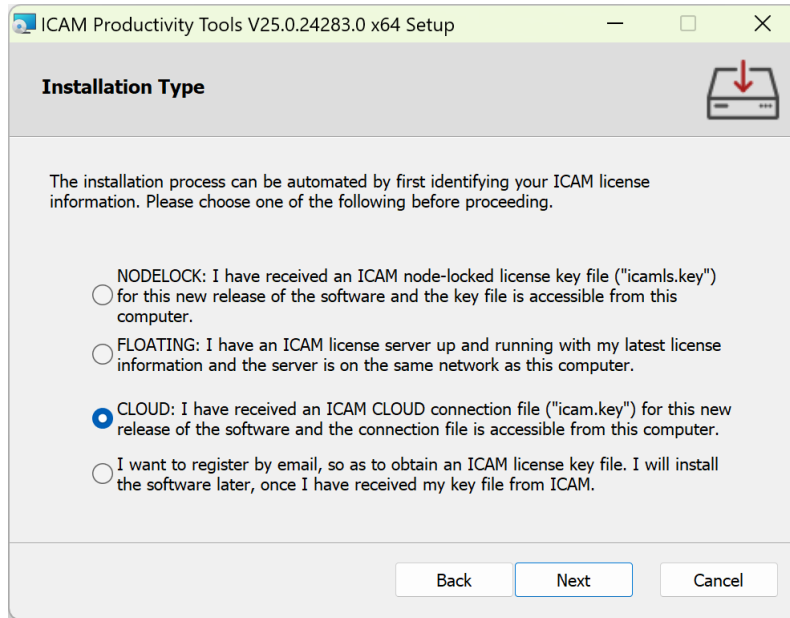 ICAM Productivity Tools V25.0.24283.0 x64 Setup
Installation Type
The installation process can be automated by first identifying your ICAM license
information. Please choose one of the following before proceeding.
NODELOCK: I have received an ICAM node-locked license key file ("icamls.key")
for this new release of the software and the key file is accessible from this
computer.
FLOATING: I have an ICAM license server up and running with my latest license
information and the server is on the same network as this computer.
CLOUD: I have received an ICAM CLOUD connection file ("icam.key") for this new
release of the software and the connection file is accessible from this computer.
I want to register by email, so as to obtain an ICAM license key file. I will install
the software later, once I have received my key file from ICAM.
Back Next Cancel